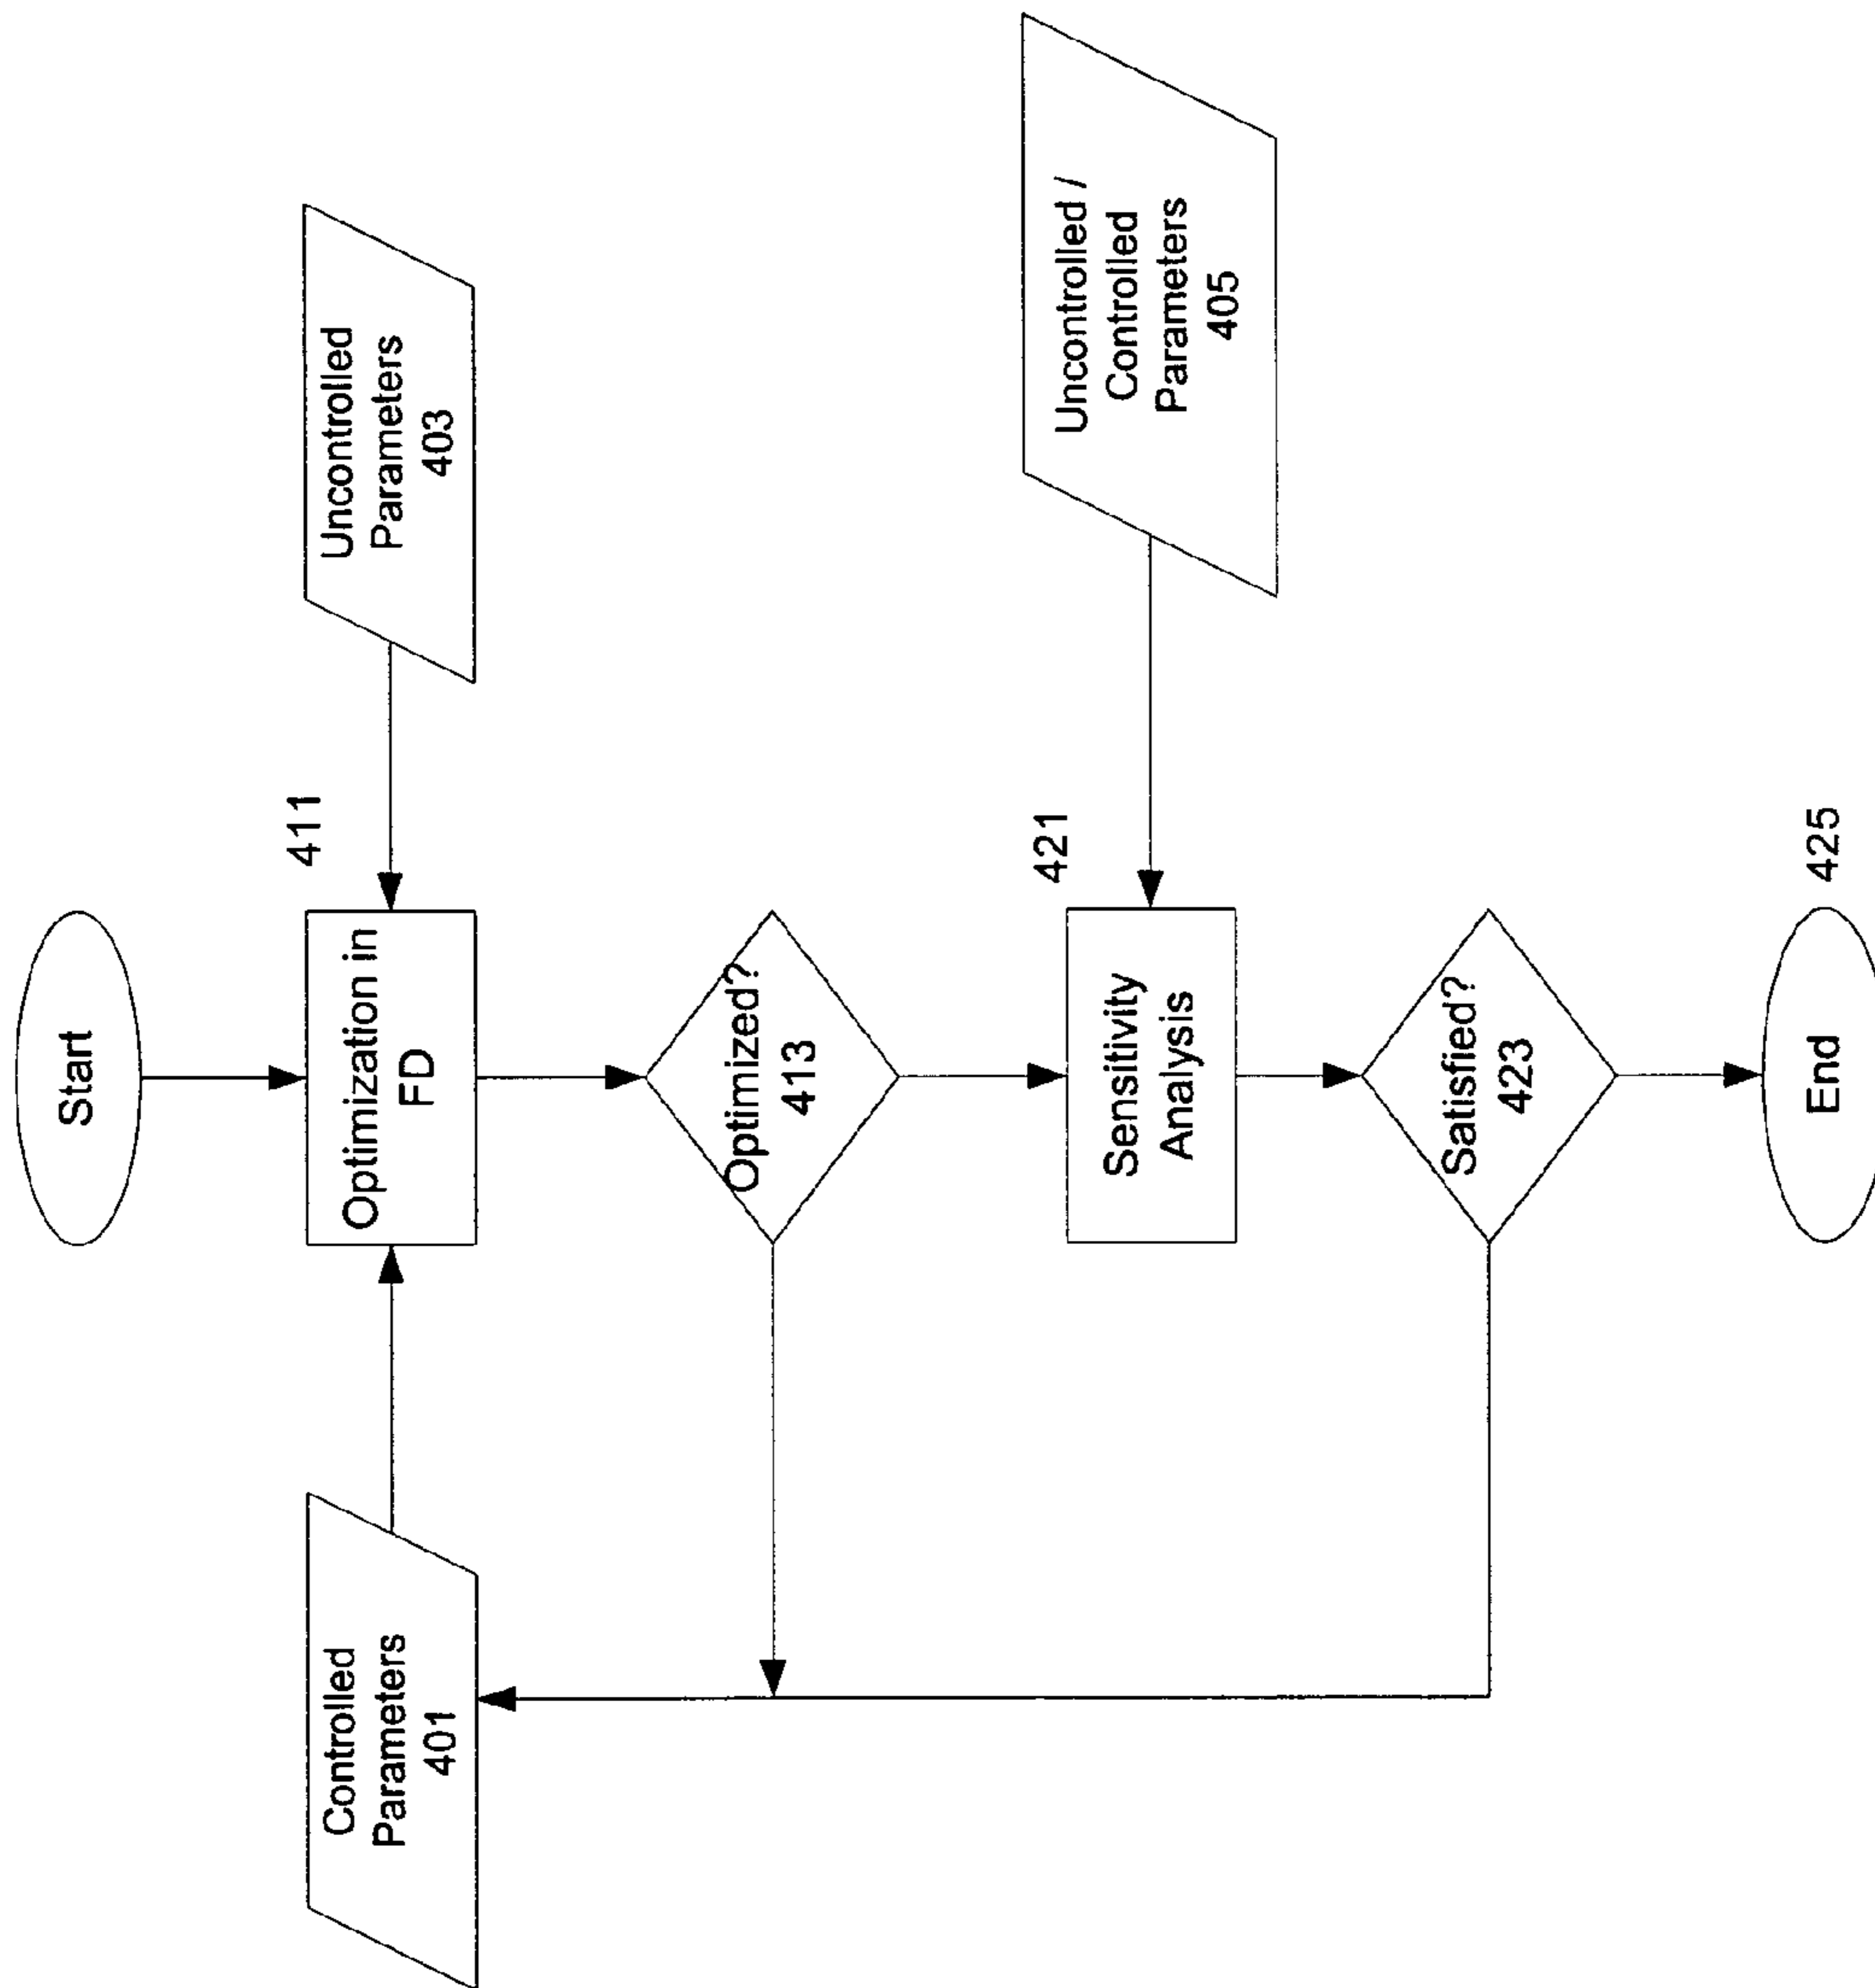 Start
411
Optimization in
FD
Controlled
Parameters
401
Uncontrolled
Parameters
403
Optimized?
413
421
Sensitivity
Analysis
Uncontrolled /
Controlled
Parameters
405
Satisfied?
423
End
425